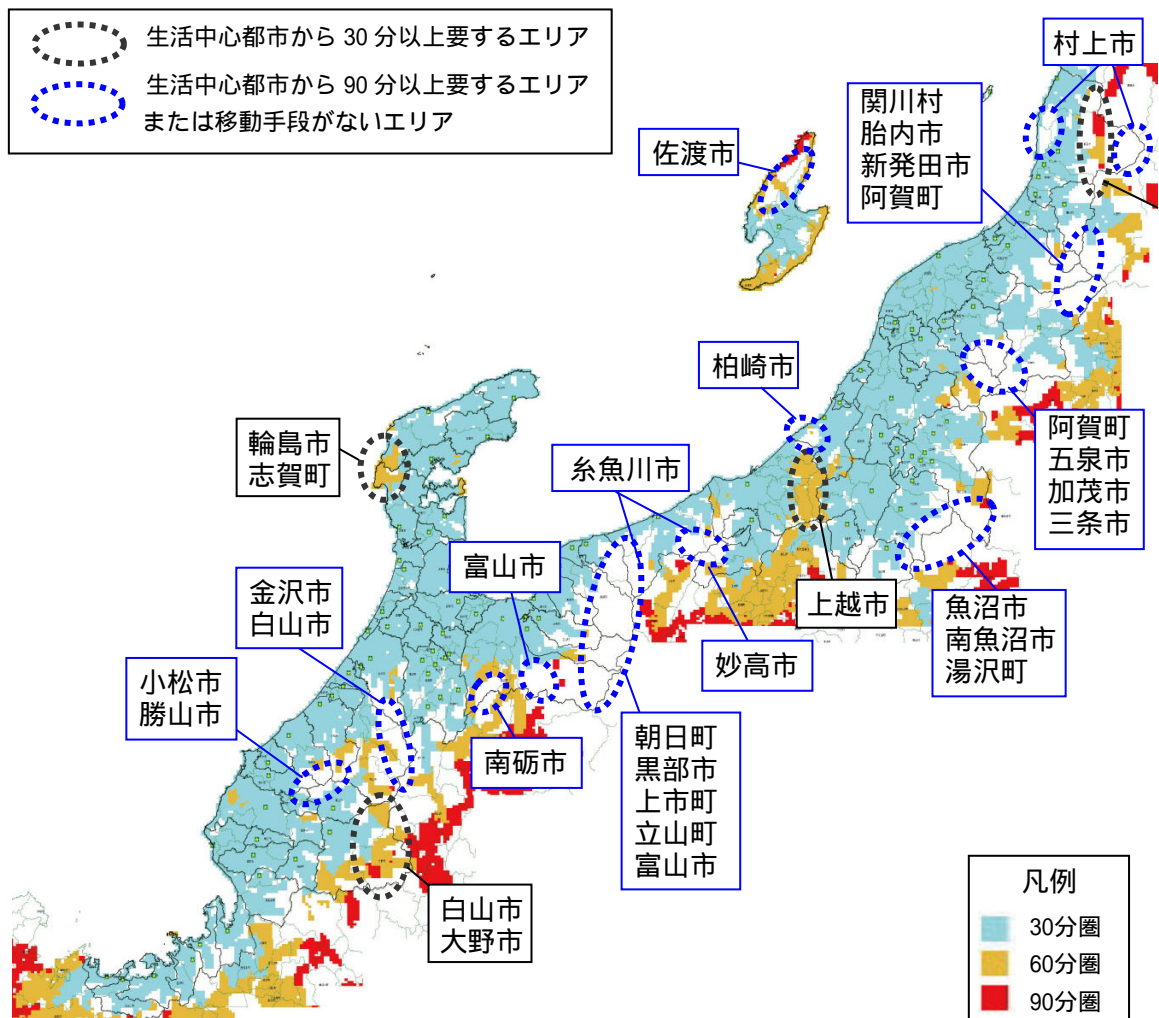 生活中心都市から 30 分以上要するエリア
生活中心都市から 90 分以上要するエリア
または移動手段がないエリア
村上市
関川村
胎内市
新発田市
阿賀町
佐渡市
柏崎市
阿賀町
五泉市
加茂市
三条市
輪島市
志賀町
糸魚川市
富山市
金沢市
白山市
上越市
魚沼市
南魚沼市
湯沢町
妙高市
小松市
勝山市
南砺市
朝日町
黒部市
上市町
立山町
富山市
白山市
大野市
凡例
30分圏
60分圏
90分圏